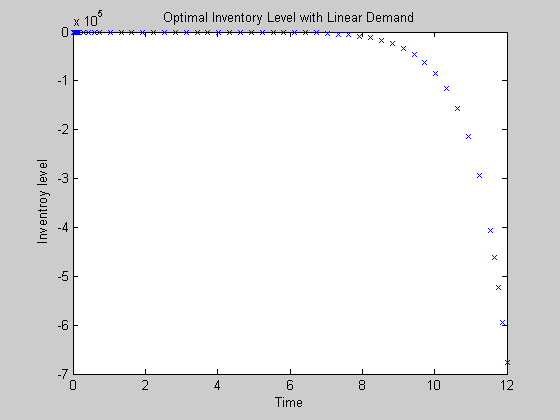 Optimal Inventory Level with Linear Demand
x 10^5
0
-1
-2
-3
-4
-5
-6
-7
Inventroy level
0 2 4 6 8 10 12
Time